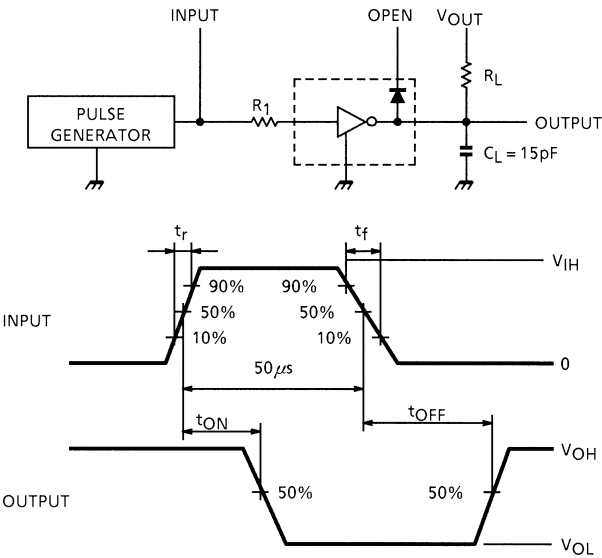 INPUT OPEN VOUT
RL
PULSE GENERATOR
R1
OUTPUT
CL = 15pF
tr tf
VIH
90% 90%
INPUT 50% 50%
10% 10%
0
50μs
tON tOFF
VOH
OUTPUT 50% 50%
VOL